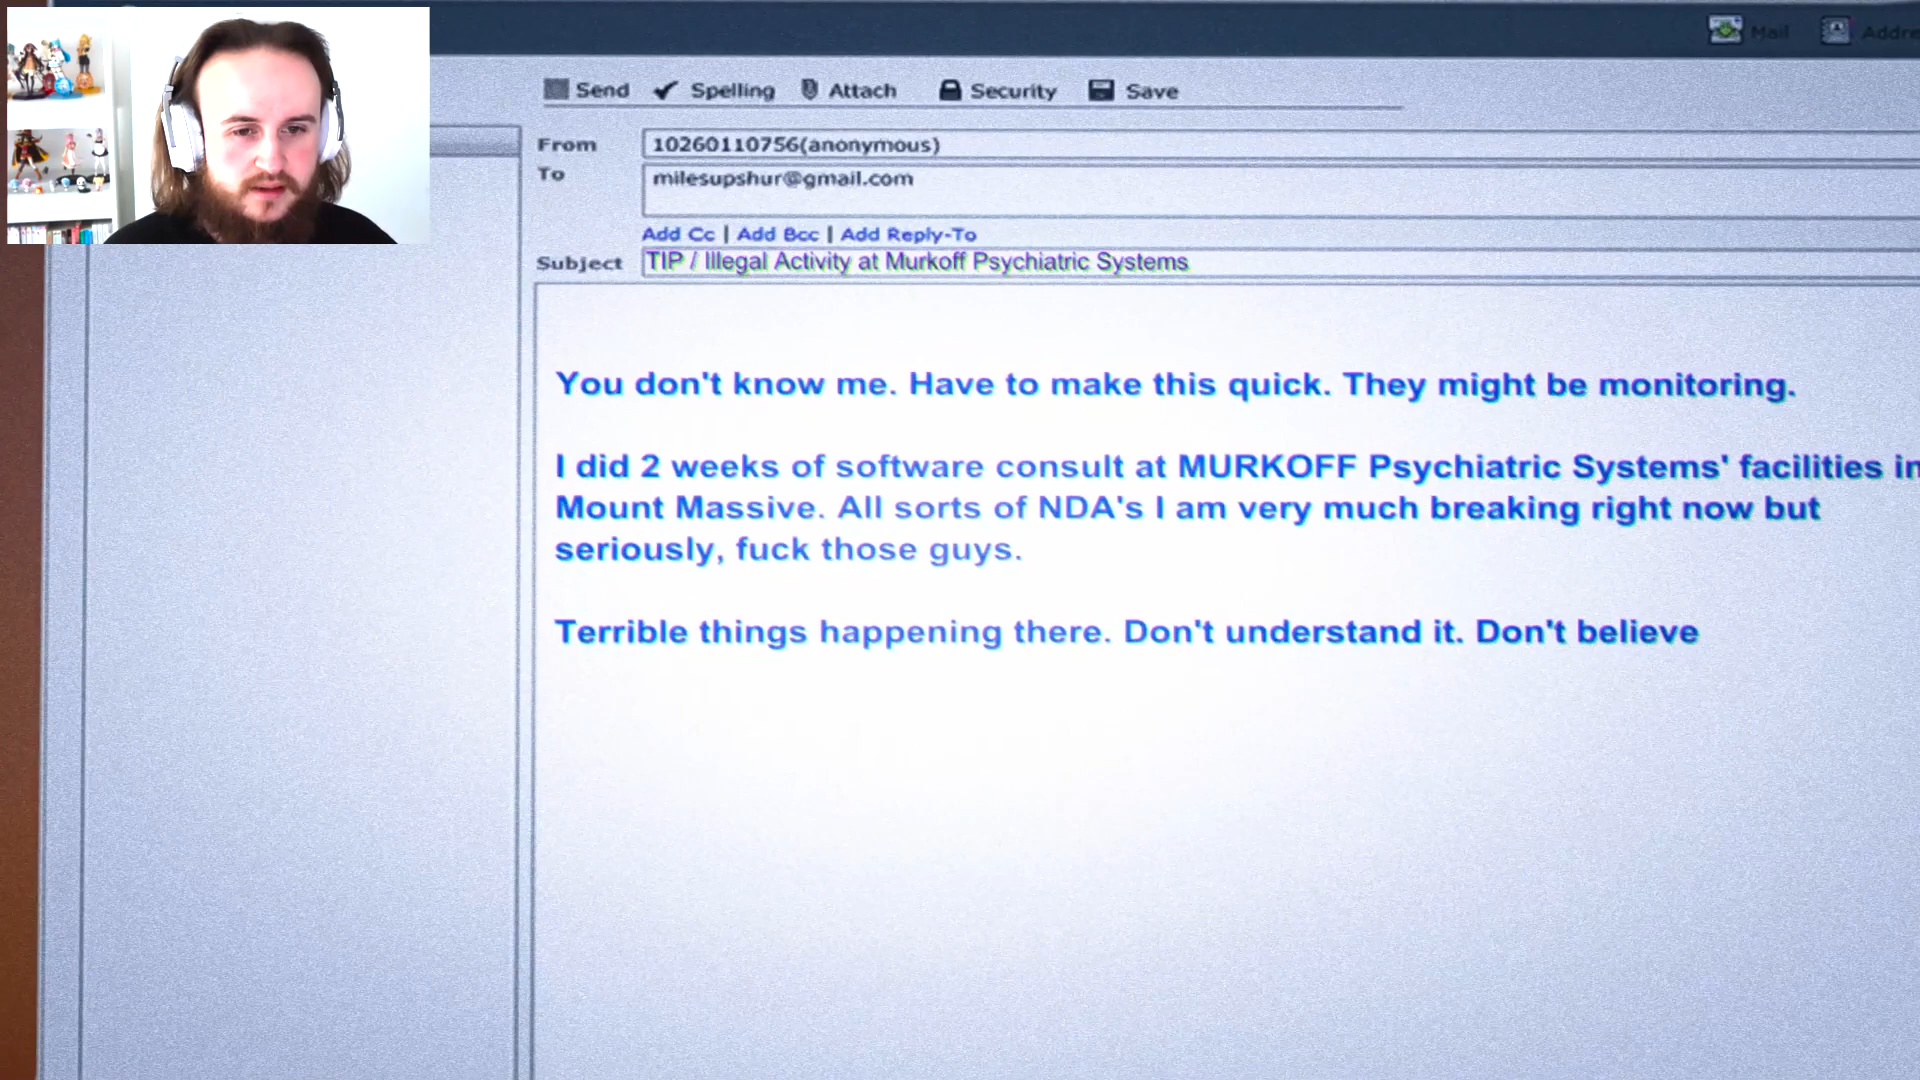 Mail Addre
Send Spelling Attach Security Save
From 10260110756(anonymous)
To milesupshur@gmail.com
Add Cc | Add Bcc | Add Reply-To
Subject TIP / Illegal Activity at Murkoff Psychiatric Systems
You don't know me. Have to make this quick. They might be monitoring.
I did 2 weeks of software consult at MURKOFF Psychiatric Systems' facilities in
Mount Massive. All sorts of NDA's I am very much breaking right now but
seriously, fuck those guys.
Terrible things happening there. Don't understand it. Don't believe